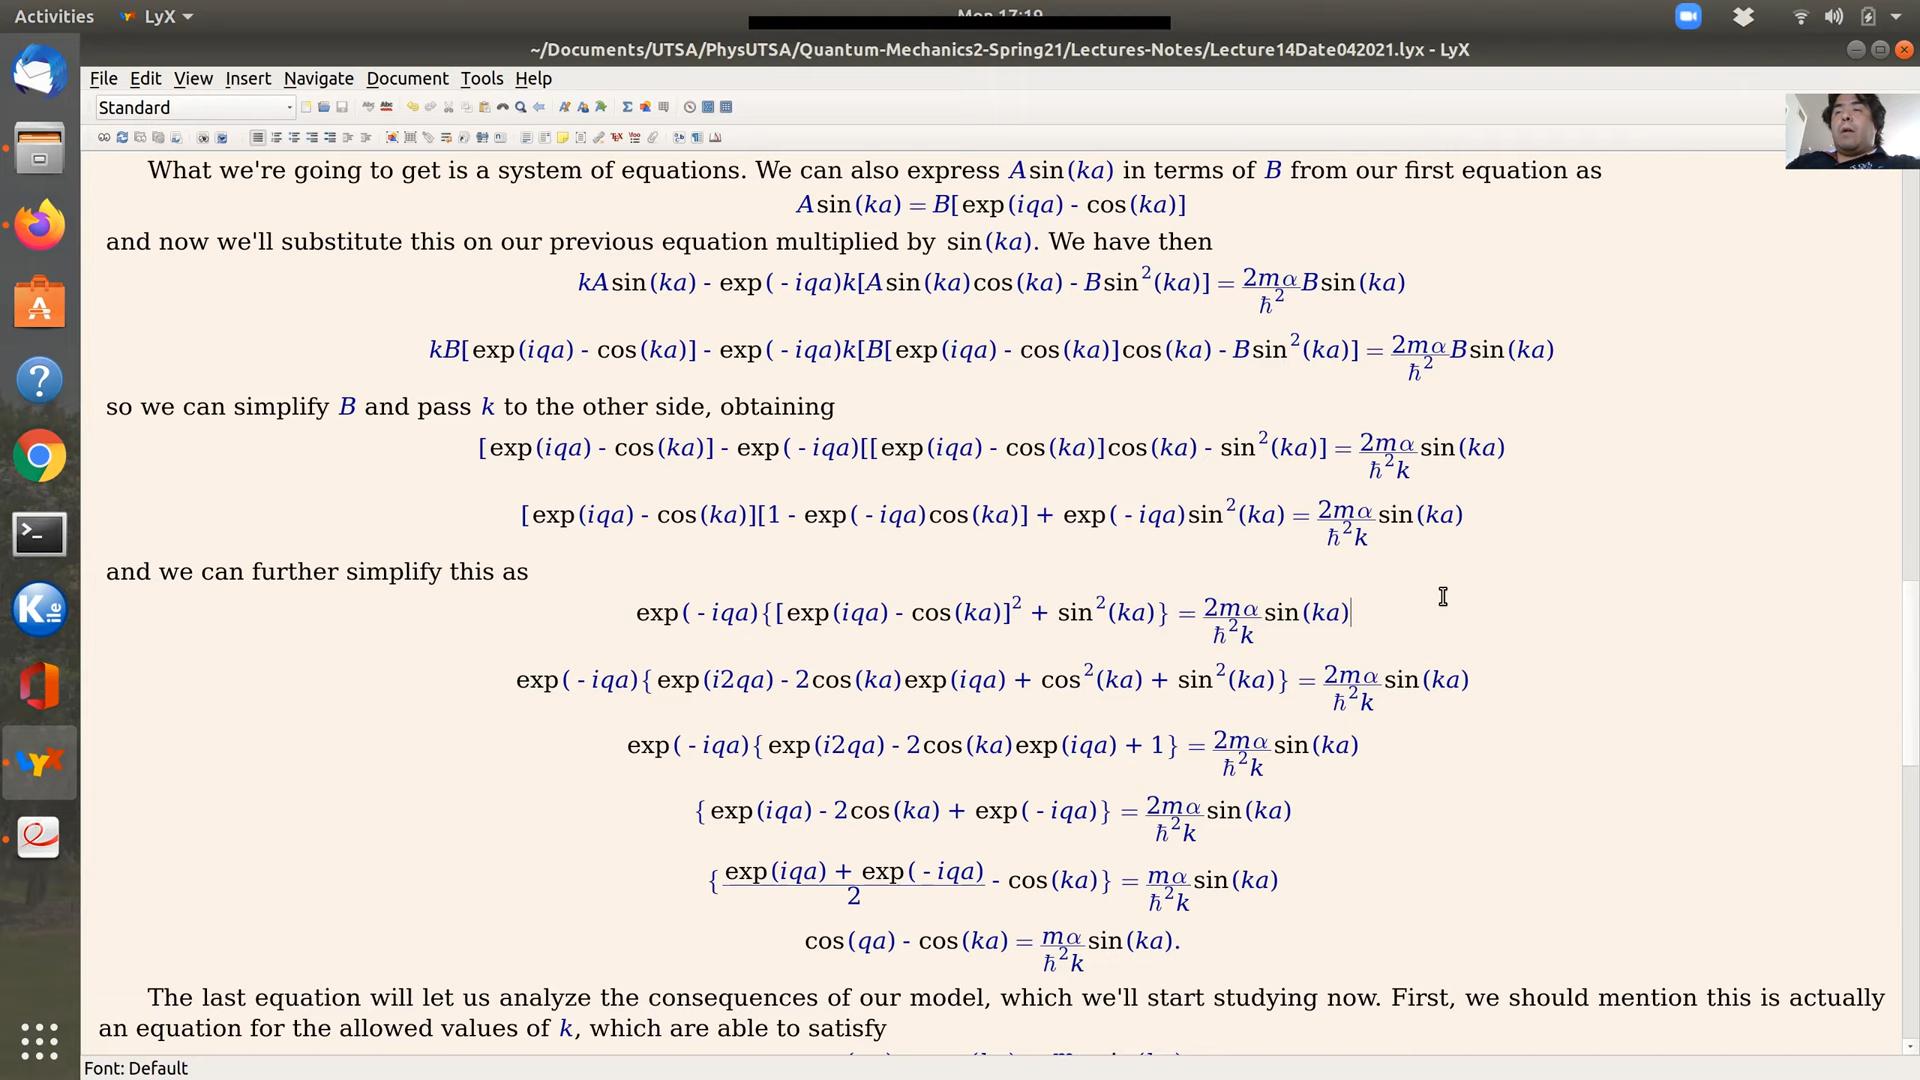 Activities LyX Mon 17:19
~/Documents/UTSA/PhysUTSA/Quantum-Mechanics2-Spring21/Lectures-Notes/Lecture14Date042021.lyx - LyX
File Edit View Insert Navigate Document Tools Help
Standard
What we're going to get is a system of equations. We can also express A sin(ka) in terms of B from our first equation as
A sin(ka) = B[exp(iqa) - cos(ka)]
and now we'll substitute this on our previous equation multiplied by sin(ka). We have then
kA sin(ka) - exp( - iqa)k[A sin(ka)cos(ka) - B sin²(ka)] = 2mα/ħ² B sin(ka)
kB[exp(iqa) - cos(ka)] - exp( - iqa)k[B[exp(iqa) - cos(ka)]cos(ka) - B sin²(ka)] = 2mα/ħ² B sin(ka)
so we can simplify B and pass k to the other side, obtaining
[exp(iqa) - cos(ka)] - exp( - iqa)[[exp(iqa) - cos(ka)]cos(ka) - sin²(ka)] = 2mα/ħ²k sin(ka)
[exp(iqa) - cos(ka)][1 - exp( - iqa)cos(ka)] + exp( - iqa)sin²(ka) = 2mα/ħ²k sin(ka)
and we can further simplify this as
exp( - iqa){[exp(iqa) - cos(ka)]² + sin²(ka)} = 2mα/ħ²k sin(ka)
exp( - iqa){exp(i2qa) - 2cos(ka)exp(iqa) + cos²(ka) + sin²(ka)} = 2mα/ħ²k sin(ka)
exp( - iqa){exp(i2qa) - 2cos(ka)exp(iqa) + 1} = 2mα/ħ²k sin(ka)
{exp(iqa) - 2cos(ka) + exp( - iqa)} = 2mα/ħ²k sin(ka)
{exp(iqa) + exp( - iqa)/2 - cos(ka)} = mα/ħ²k sin(ka)
cos(qa) - cos(ka) = mα/ħ²k sin(ka).
The last equation will let us analyze the consequences of our model, which we'll start studying now. First, we should mention this is actually
an equation for the allowed values of k, which are able to satisfy
Font: Default